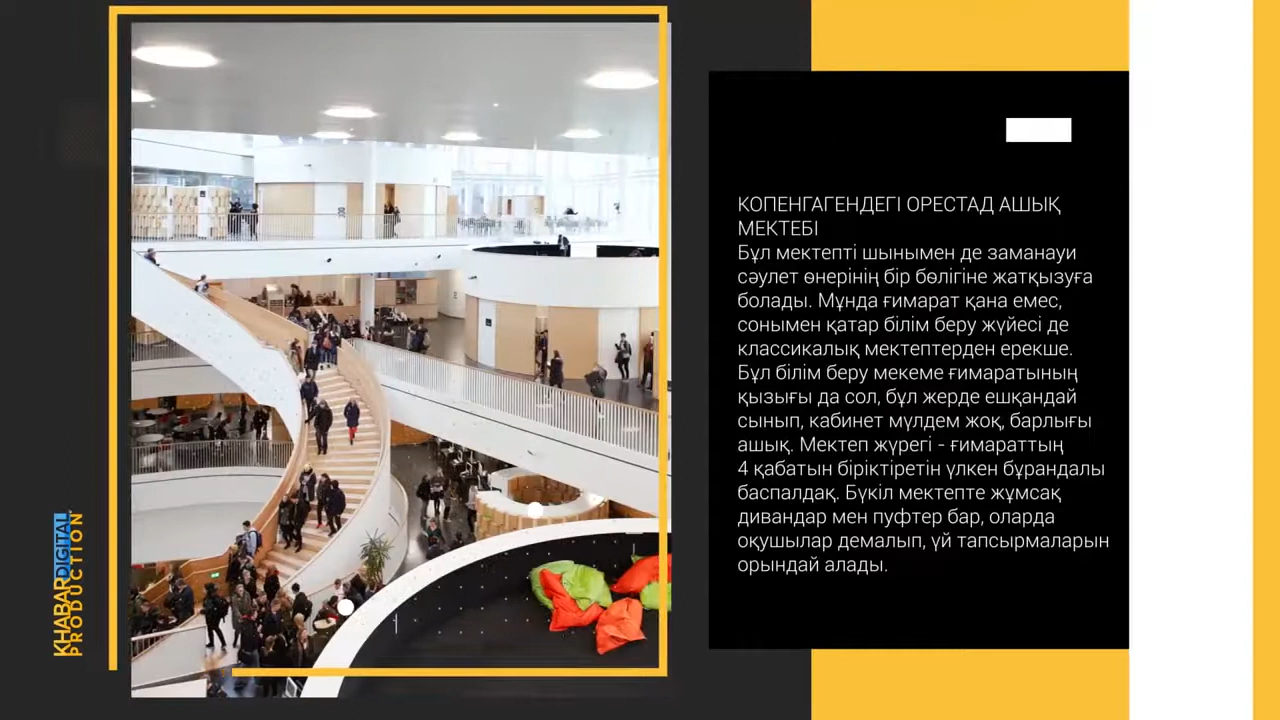 КОПЕНГАГЕНДЕГІ ОРЕСТАД АШЫҚ
МЕКТЕБІ
Бұл мектепті шынымен де заманауи
сәулет өнерінің бір бөлігіне жатқызуға
болады. Мұнда ғимарат қана емес,
сонымен қатар білім беру жүйесі де
классикалық мектептерден ерекше.
Бұл білім беру мекеме ғимаратының
қызығы да сол, бұл жерде ешқандай
сынып, кабинет мүлдем жоқ, барлығы
ашық. Мектеп жүрегі - ғимараттың
4 қабатын біріктіретін үлкен бұрандалы
баспалдақ. Бүкіл мектепте жұмсақ
дивандар мен пуфтер бар, оларда
оқушылар демалып, үй тапсырмаларын
орындай алады.
KHABAR DIGITAL
PRODUCTION